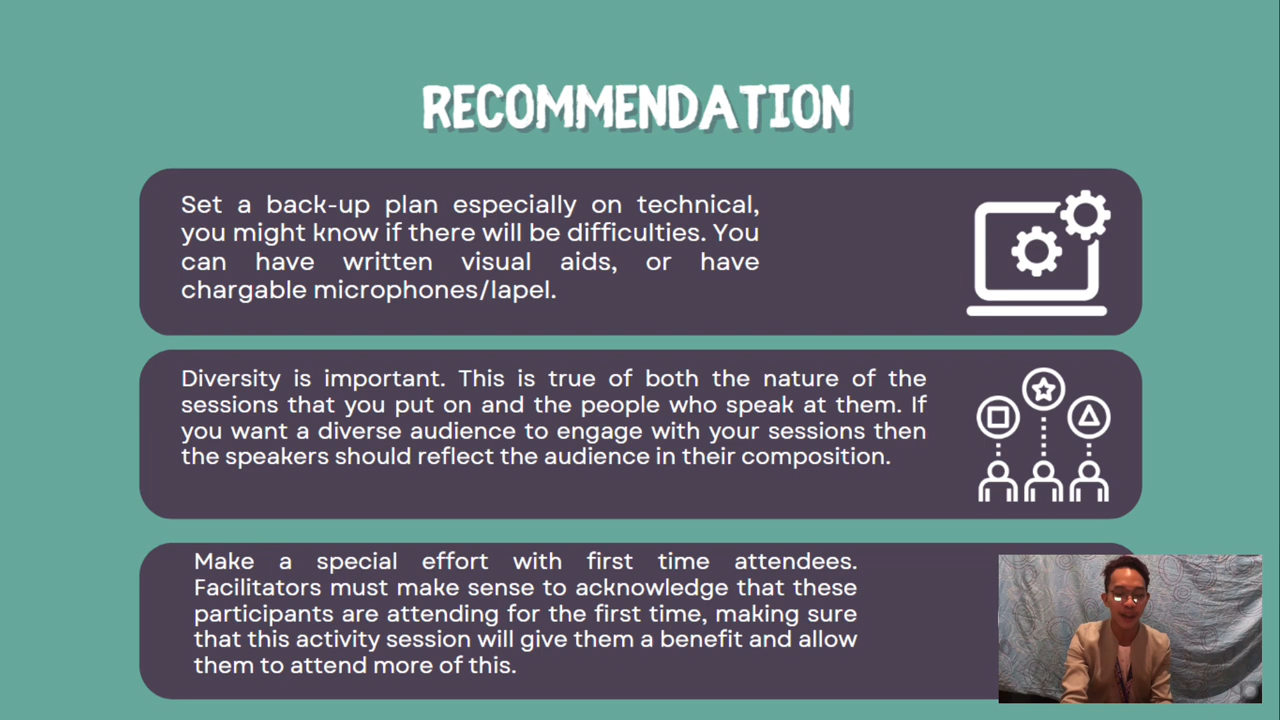 RECOMMENDATION
Set a back-up plan especially on technical,
you might know if there will be difficulties. You
can have written visual aids, or have
chargable microphones/lapel.
Diversity is important. This is true of both the nature of the
sessions that you put on and the people who speak at them. If
you want a diverse audience to engage with your sessions then
the speakers should reflect the audience in their composition.
Make a special effort with first time attendees.
Facilitators must make sense to acknowledge that these
participants are attending for the first time, making sure
that this activity session will give them a benefit and allow
them to attend more of this.